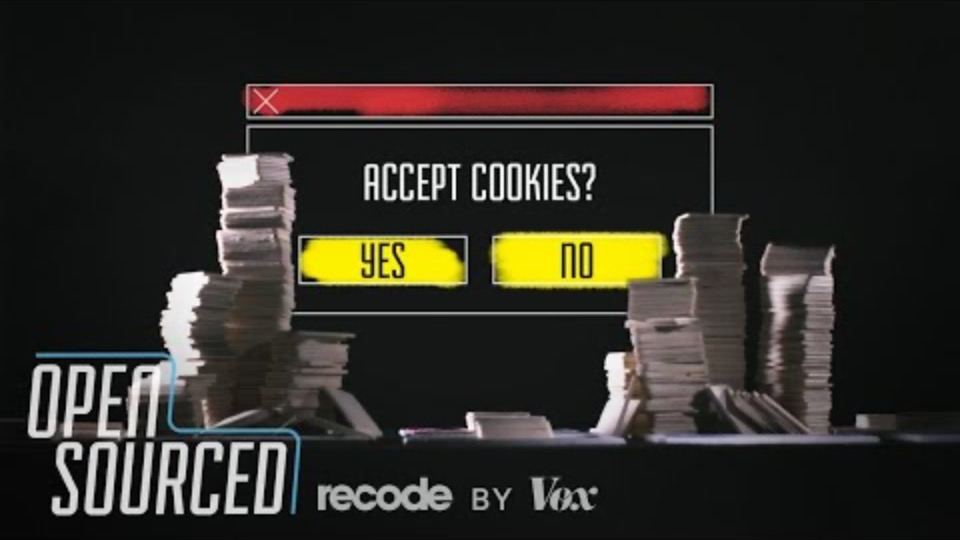 ACCEPT COOKIES?
YES NO
OPEN
SOURCED
recode BY Vox